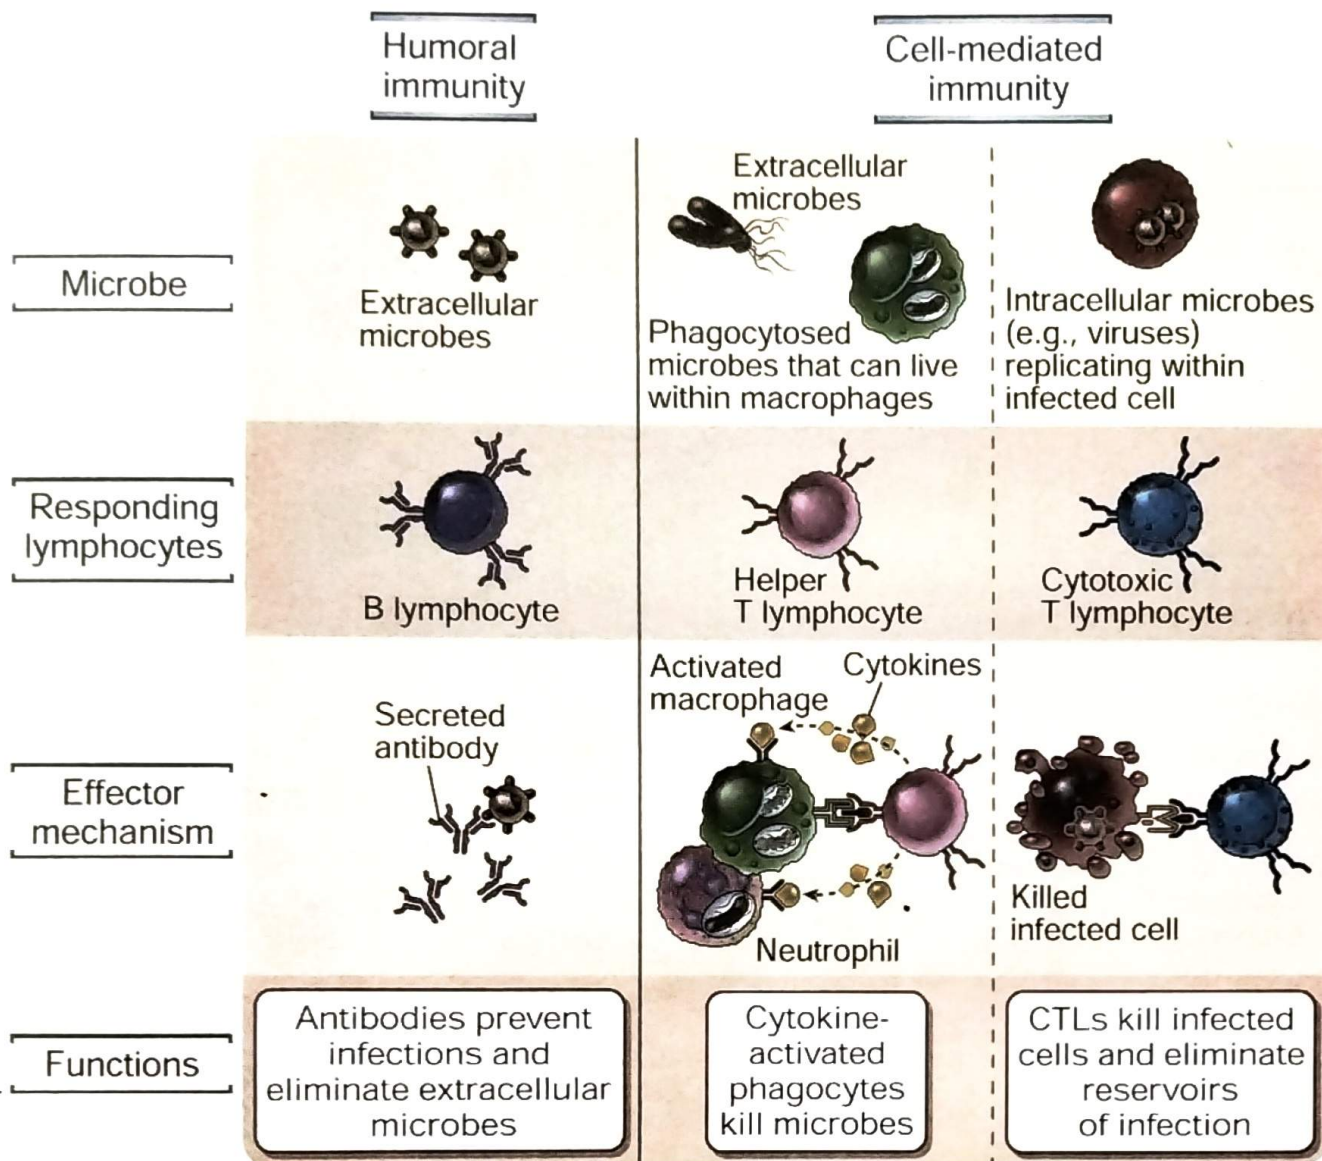 Humoral
immunity
Cell-mediated
immunity
Microbe
Extracellular
microbes
Extracellular
microbes
Phagocytosed
microbes that can live
within macrophages
Intracellular microbes
(e.g., viruses)
replicating within
infected cell
Responding
lymphocytes
B lymphocyte
Helper
T lymphocyte
Cytotoxic
T lymphocyte
Effector
mechanism
Secreted
antibody
Activated
macrophage
Cytokines
Neutrophil
Killed
infected cell
Functions
Antibodies prevent
infections and
eliminate extracellular
microbes
Cytokine-
activated
phagocytes
kill microbes
CTLs kill infected
cells and eliminate
reservoirs
of infection